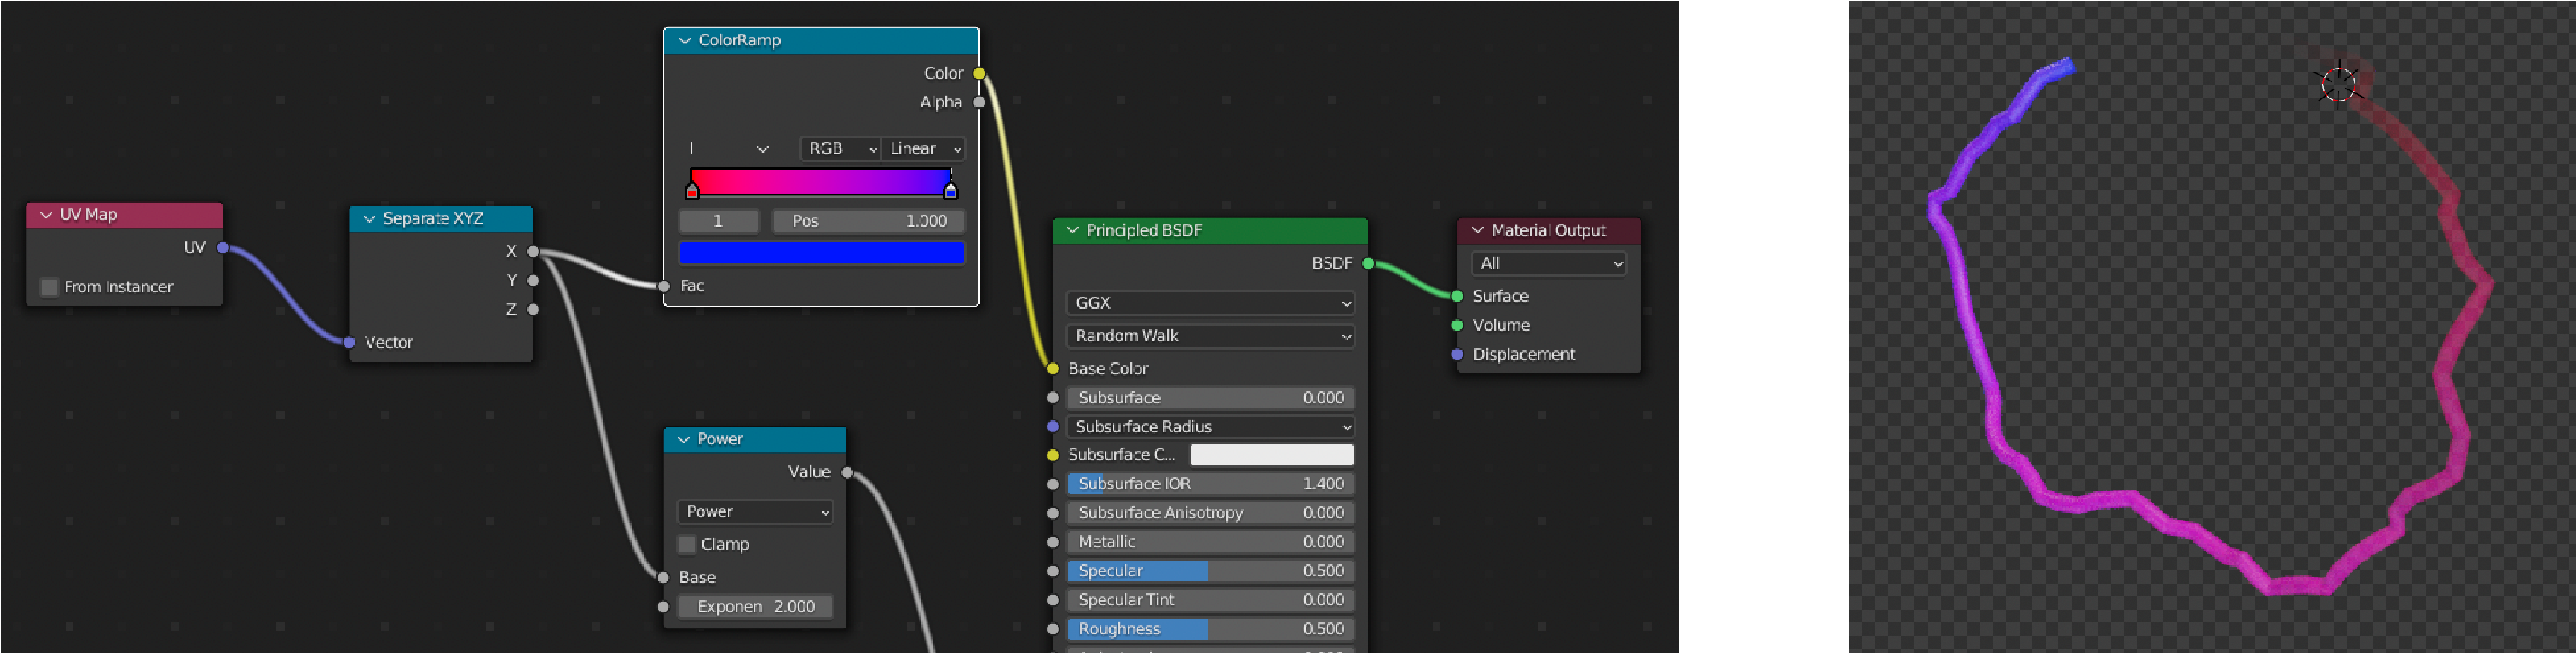 UV Map
UV
From Instancer
Separate XYZ
X
Y
Z
Vector
ColorRamp
Color
Alpha
+ − RGB Linear
1 Pos 1.000
Fac
Power
Value
Power
Clamp
Base
Exponen 2.000
Principled BSDF
BSDF
GGX
Random Walk
Base Color
Subsurface 0.000
Subsurface Radius
Subsurface C...
Subsurface IOR 1.400
Subsurface Anisotropy 0.000
Metallic 0.000
Specular 0.500
Specular Tint 0.000
Roughness 0.500
Material Output
All
Surface
Volume
Displacement